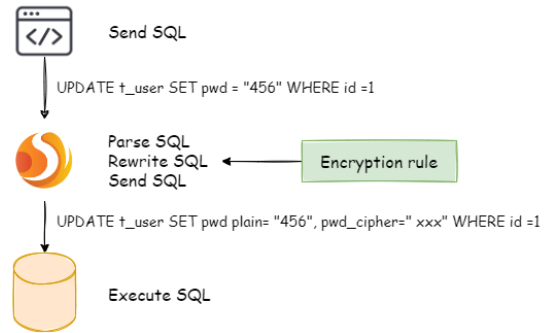 Send SQL
UPDATE t_user SET pwd = "456" WHERE id =1
Parse SQL
Rewrite SQL
Send SQL
Encryption rule
UPDATE t_user SET pwd plain= "456", pwd_cipher=" xxx" WHERE id =1
Execute SQL